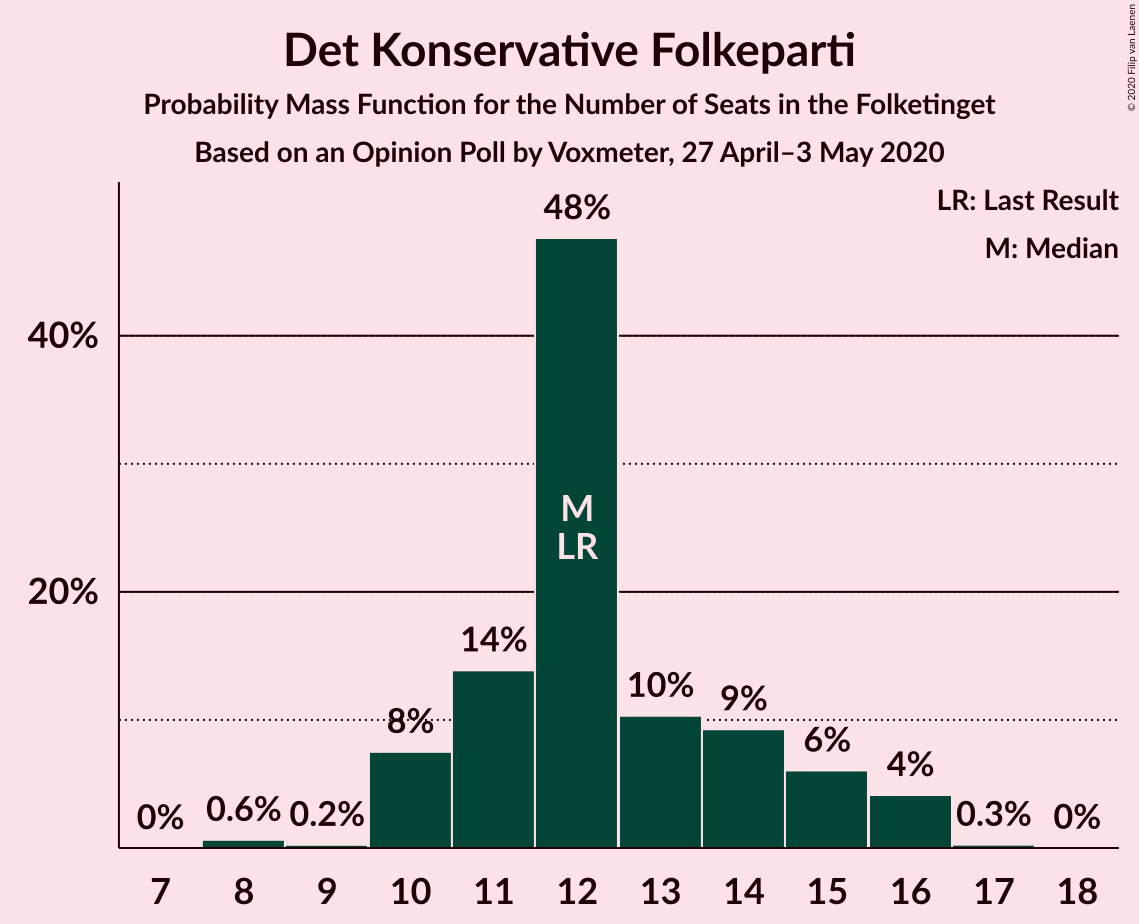 Det Konservative Folkeparti
Probability Mass Function for the Number of Seats in the Folketinget
Based on an Opinion Poll by Voxmeter, 27 April–3 May 2020
© 2020 Filip van Laenen
LR: Last Result
M: Median
40%
20%
0%
0.6%
0.2%
8%
14%
48%
10%
9%
6%
4%
0.3%
0%
M
LR
7 8 9 10 11 12 13 14 15 16 17 18